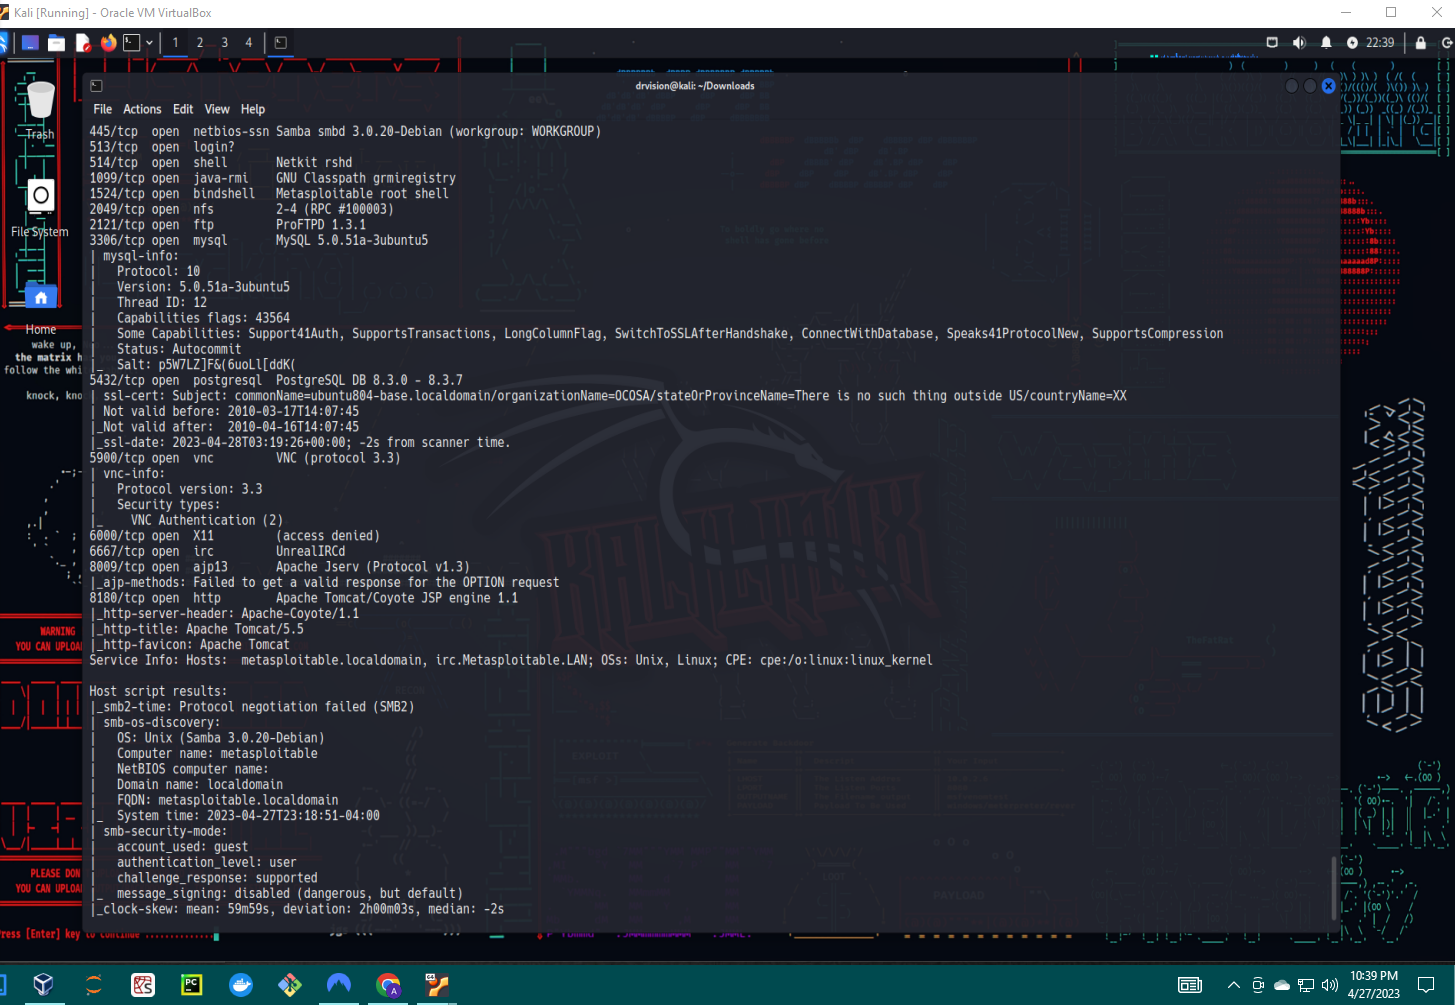 Kali [Running] - Oracle VM VirtualBox
1 2 3 4
22:39
drvision@kali: ~/Downloads
File Actions Edit View Help
445/tcp open netbios-ssn Samba smbd 3.0.20-Debian (workgroup: WORKGROUP)
513/tcp open login?
514/tcp open shell Netkit rshd
1099/tcp open java-rmi GNU Classpath grmiregistry
1524/tcp open bindshell Metasploitable root shell
2049/tcp open nfs 2-4 (RPC #100003)
2121/tcp open ftp ProFTPD 1.3.1
3306/tcp open mysql MySQL 5.0.51a-3ubuntu5
| mysql-info:
|   Protocol: 10
|   Version: 5.0.51a-3ubuntu5
|   Thread ID: 12
|   Capabilities flags: 43564
|   Some Capabilities: Support41Auth, SupportsTransactions, LongColumnFlag, SwitchToSSLAfterHandshake, ConnectWithDatabase, Speaks41ProtocolNew, SupportsCompression
|   Status: Autocommit
|_  Salt: p5W7LZ]F&(6uoLl[ddK(
5432/tcp open postgresql PostgreSQL DB 8.3.0 - 8.3.7
| ssl-cert: Subject: commonName=ubuntu804-base.localdomain/organizationName=OCOSA/stateOrProvinceName=There is no such thing outside US/countryName=XX
| Not valid before: 2010-03-17T14:07:45
|_Not valid after:  2010-04-16T14:07:45
|_ssl-date: 2023-04-28T03:19:26+00:00; -2s from scanner time.
5900/tcp open vnc VNC (protocol 3.3)
| vnc-info:
|   Protocol version: 3.3
|   Security types:
|_    VNC Authentication (2)
6000/tcp open X11 (access denied)
6667/tcp open irc UnrealIRCd
8009/tcp open ajp13 Apache Jserv (Protocol v1.3)
|_ajp-methods: Failed to get a valid response for the OPTION request
8180/tcp open http Apache Tomcat/Coyote JSP engine 1.1
|_http-server-header: Apache-Coyote/1.1
|_http-title: Apache Tomcat/5.5
|_http-favicon: Apache Tomcat
Service Info: Hosts:  metasploitable.localdomain, irc.Metasploitable.LAN; OSs: Unix, Linux; CPE: cpe:/o:linux:linux_kernel
Host script results:
|_smb2-time: Protocol negotiation failed (SMB2)
| smb-os-discovery:
|   OS: Unix (Samba 3.0.20-Debian)
|   Computer name: metasploitable
|   NetBIOS computer name:
|   Domain name: localdomain
|   FQDN: metasploitable.localdomain
|_  System time: 2023-04-27T23:18:51-04:00
| smb-security-mode:
|   account_used: guest
|   authentication_level: user
|   challenge_response: supported
|_  message_signing: disabled (dangerous, but default)
|_clock-skew: mean: 59m59s, deviation: 2h00m03s, median: -2s
Trash
File System
Home
wake up,
the matrix h
follow the whi
knock, kno
WARNING
YOU CAN UPLOA
PLEASE DON
YOU CAN UPLOA
ress [Enter] key to continue
KALI LINUX
EXPLOIT
PAYLOAD
LOOT
PC
10:39 PM
4/27/2023